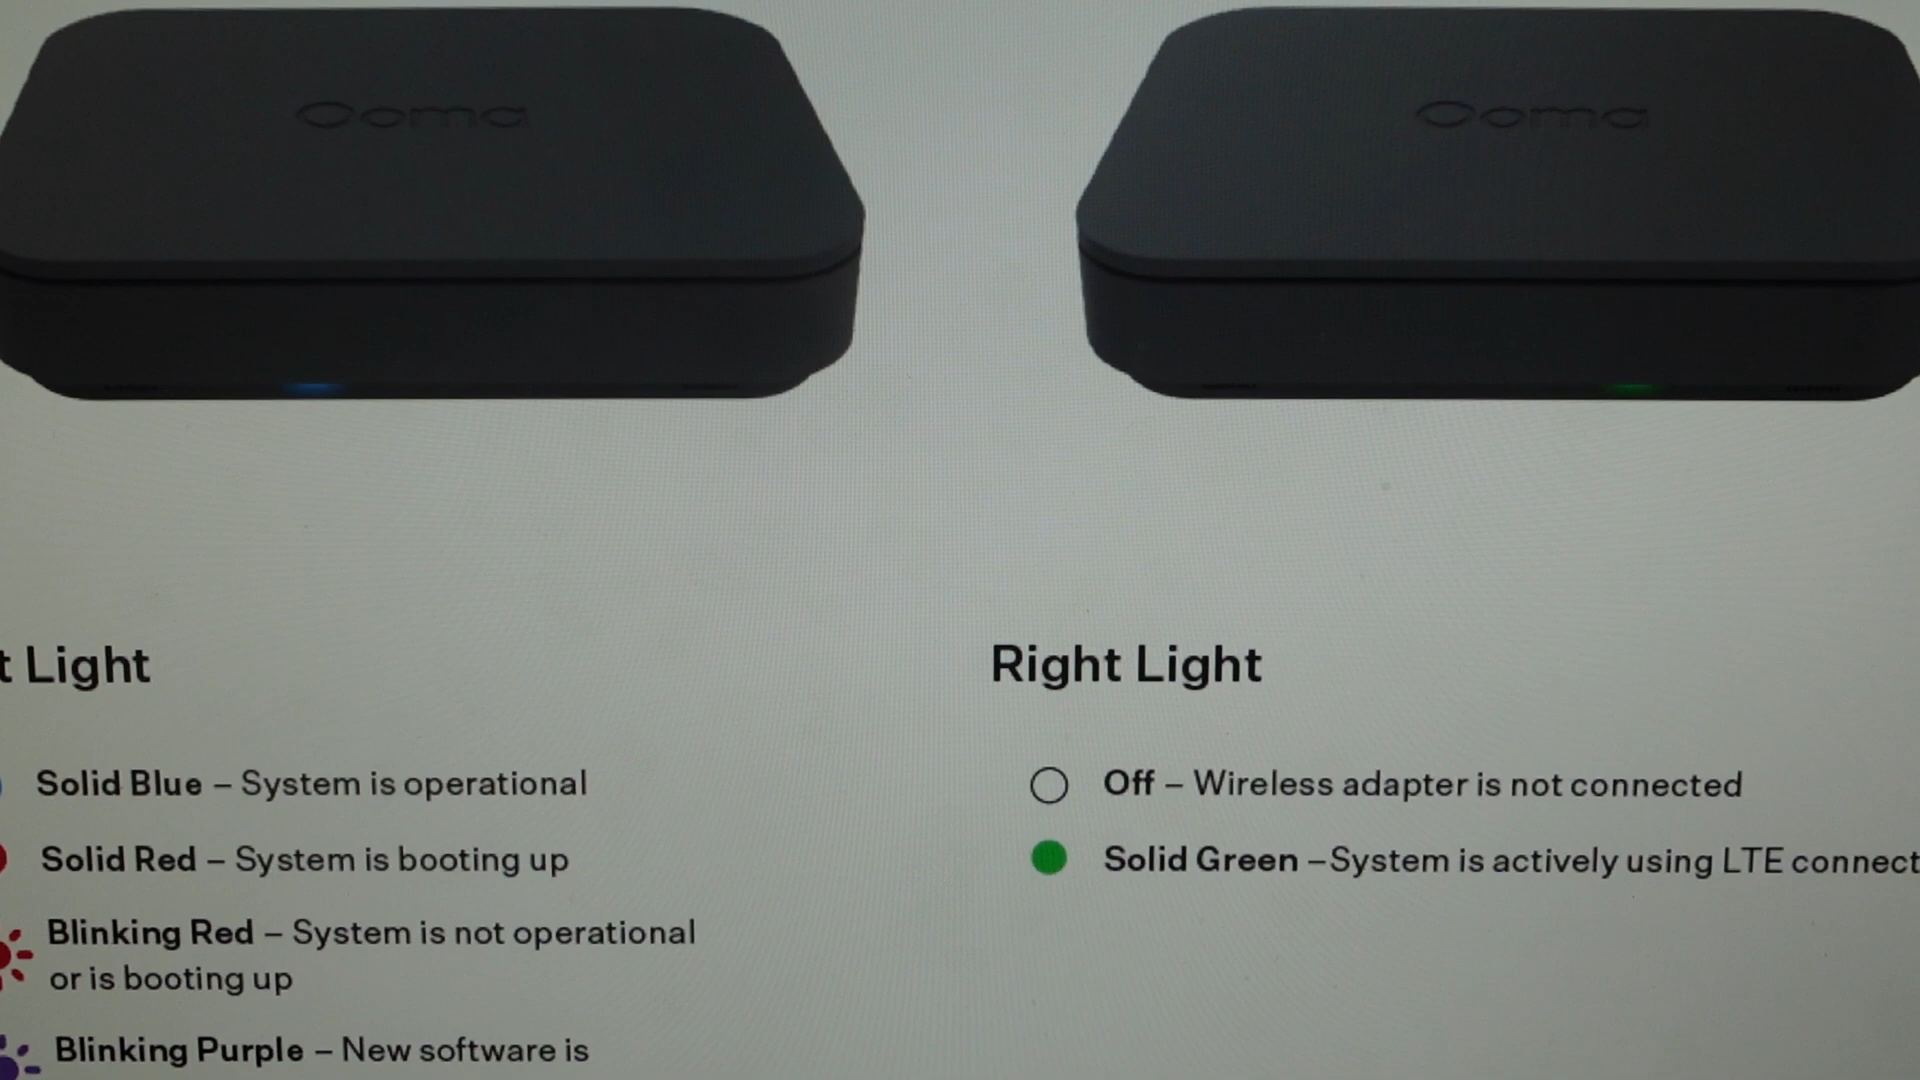 Ooma
Ooma
t Light
Solid Blue – System is operational
Solid Red – System is booting up
Blinking Red – System is not operational
or is booting up
Blinking Purple – New software is
Right Light
Off – Wireless adapter is not connected
Solid Green –System is actively using LTE connect